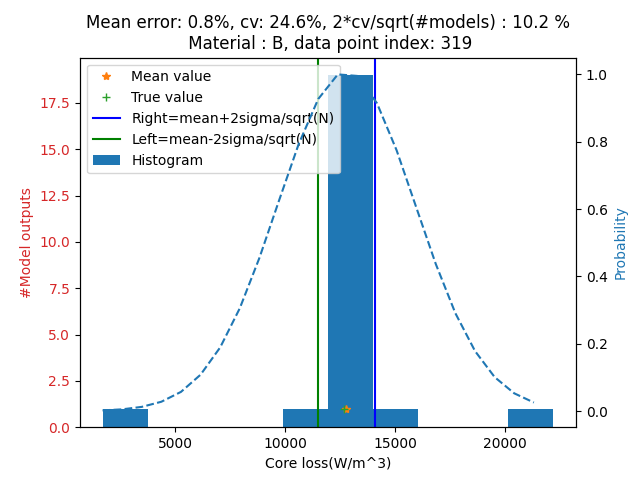 Mean error: 0.8%, cv: 24.6%, 2*cv/sqrt(#models) : 10.2 %
Material : B, data point index: 319
Mean value
True value
Right=mean+2sigma/sqrt(N)
Left=mean-2sigma/sqrt(N)
Histogram
#Model outputs
17.5
15.0
12.5
10.0
7.5
5.0
2.5
0.0
1.0
0.8
0.6
0.4
0.2
0.0
Probability
5000 10000 15000 20000
Core loss(W/m^3)